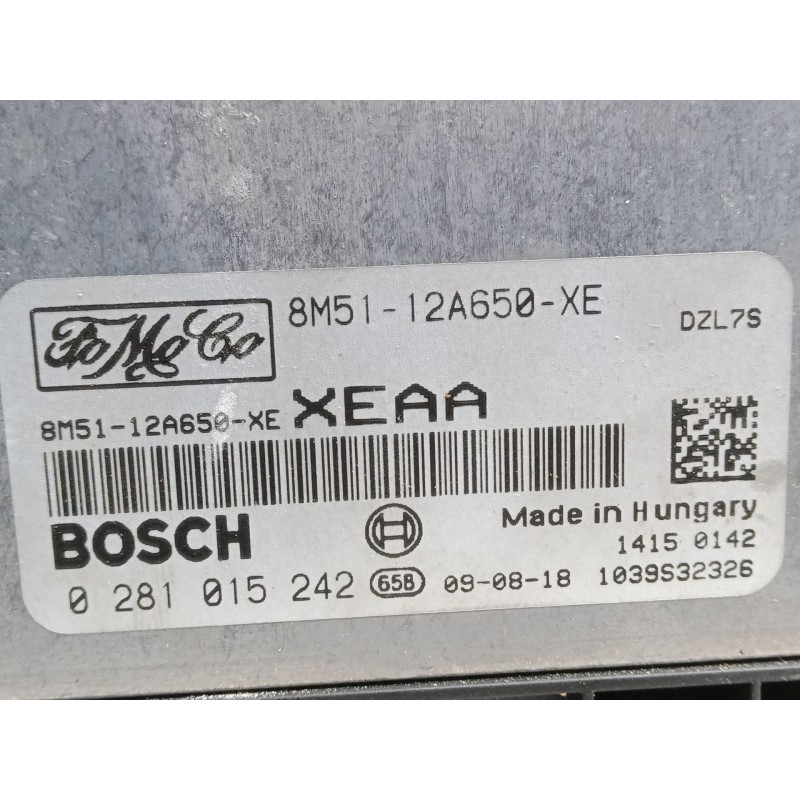 FoMoCo
8M51-12A650-XE
DZL7S
8M51-12A650-XE XEAA
BOSCH
Made in Hungary
1415 0142
0 281 015 242 65B 09-08-18 1039S32326